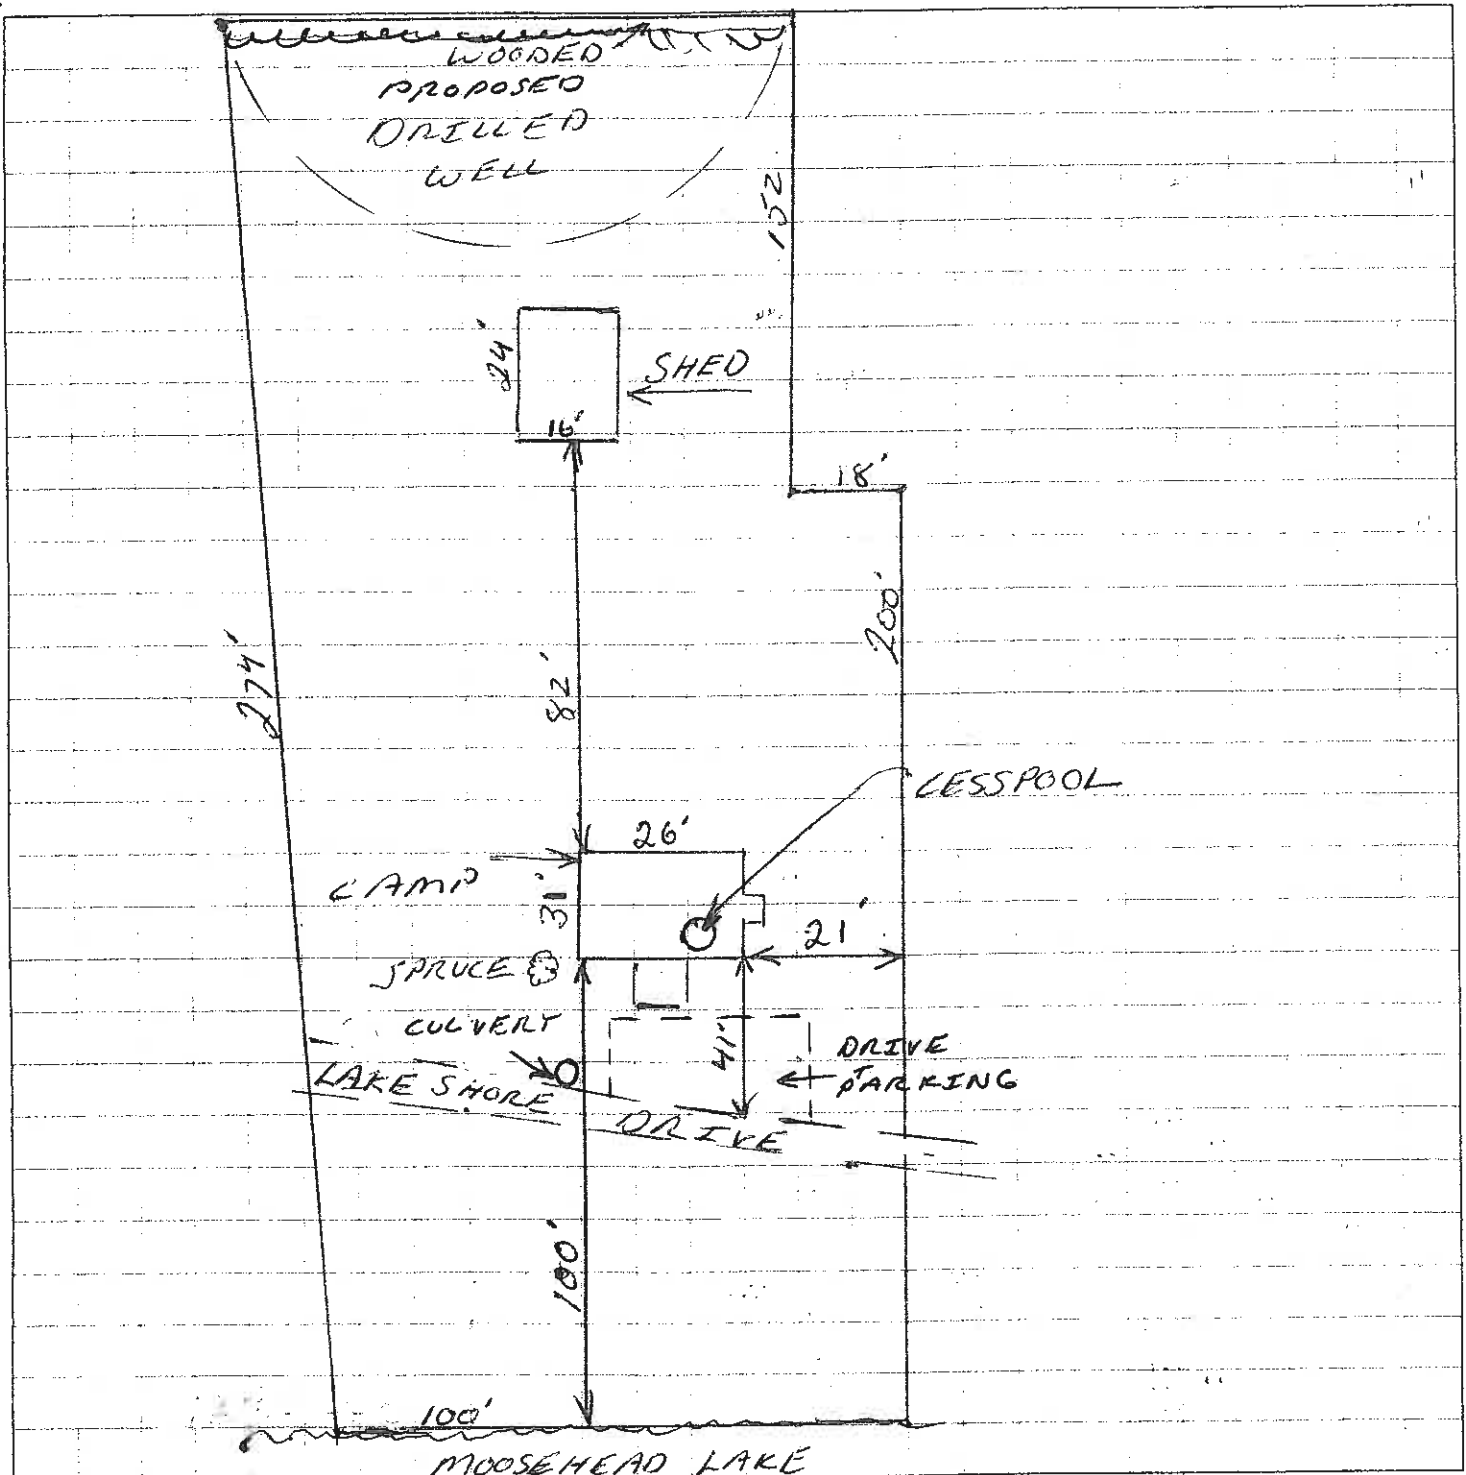 WOODED
PROPOSED
DRILLED
WELL
152
24'
SHED
16'
18'
200'
274'
82'
CESSPOOL
26'
CAMP
31'
21'
SPRUCE
CULVERT
41'
DRIVE
PARKING
LAKE SHORE
DRIVE
100'
100'
MOOSEHEAD LAKE